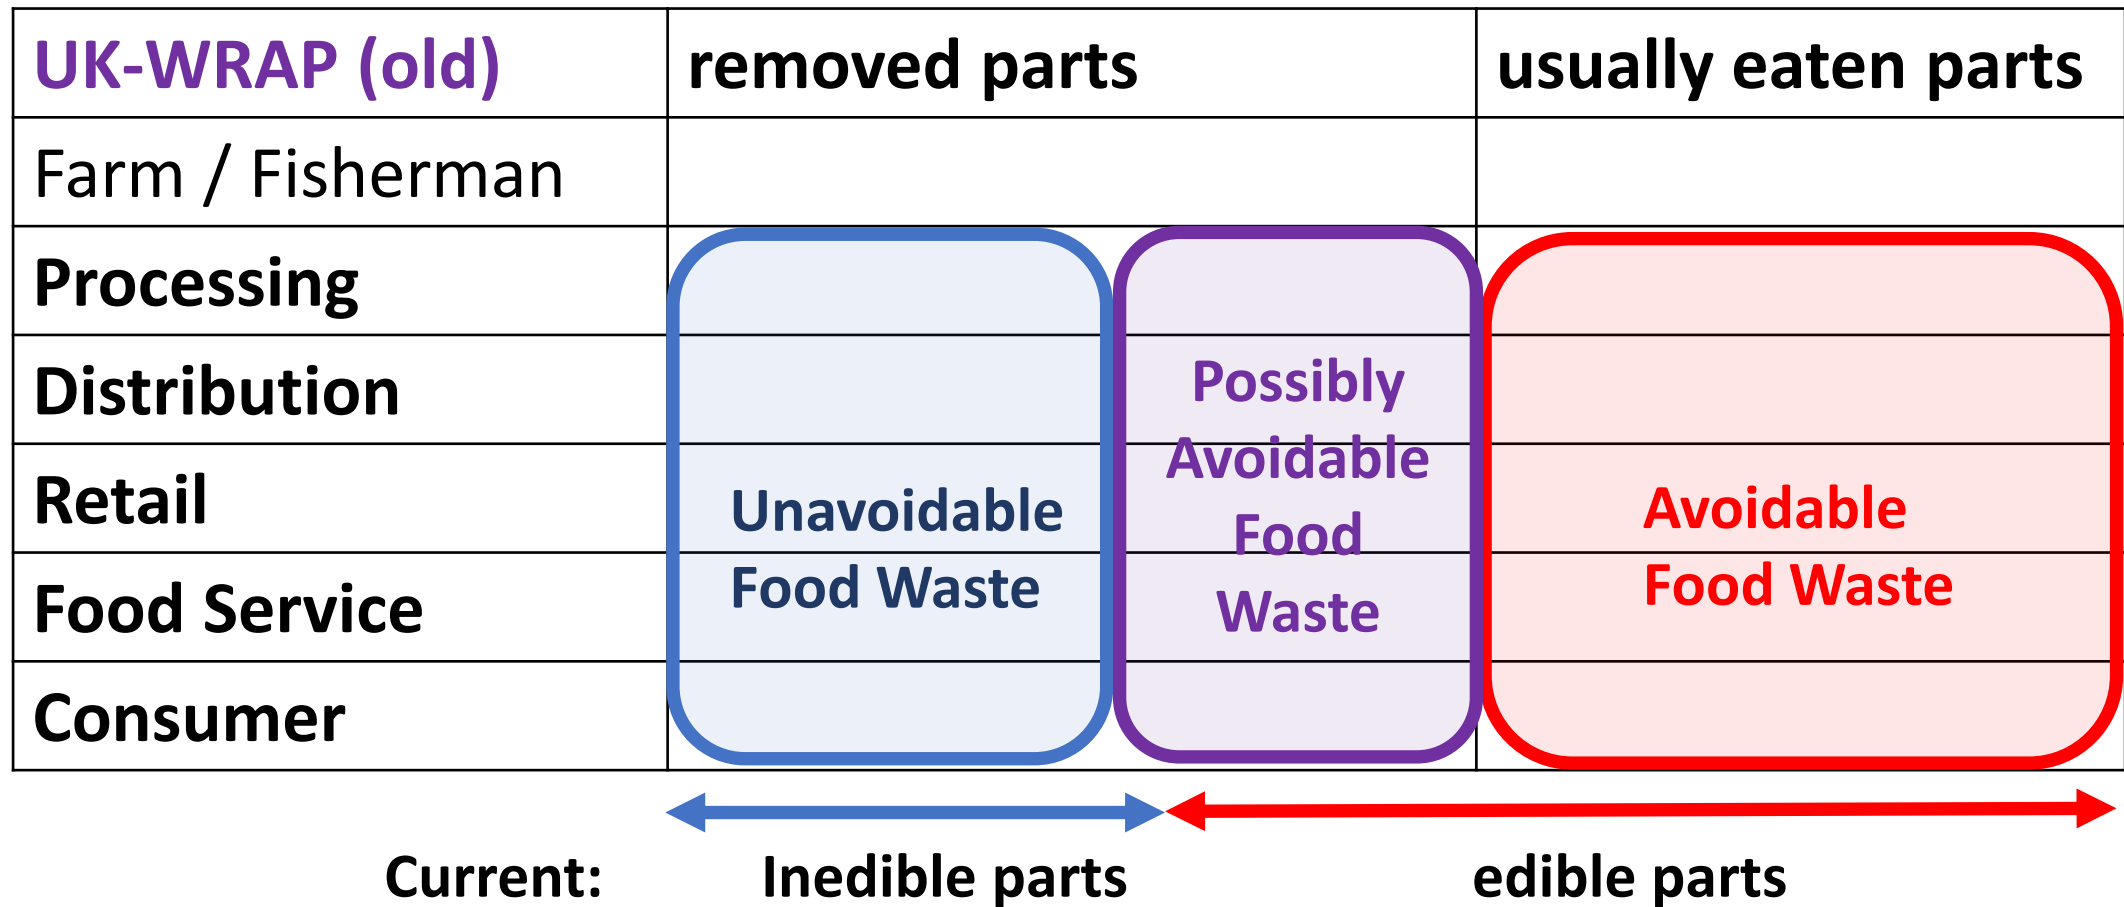 UK-WRAP (old)
removed parts
usually eaten parts
Farm / Fisherman
Processing
Distribution
Retail
Food Service
Consumer
Unavoidable
Food Waste
Possibly
Avoidable
Food
Waste
Avoidable
Food Waste
Current:
Inedible parts
edible parts